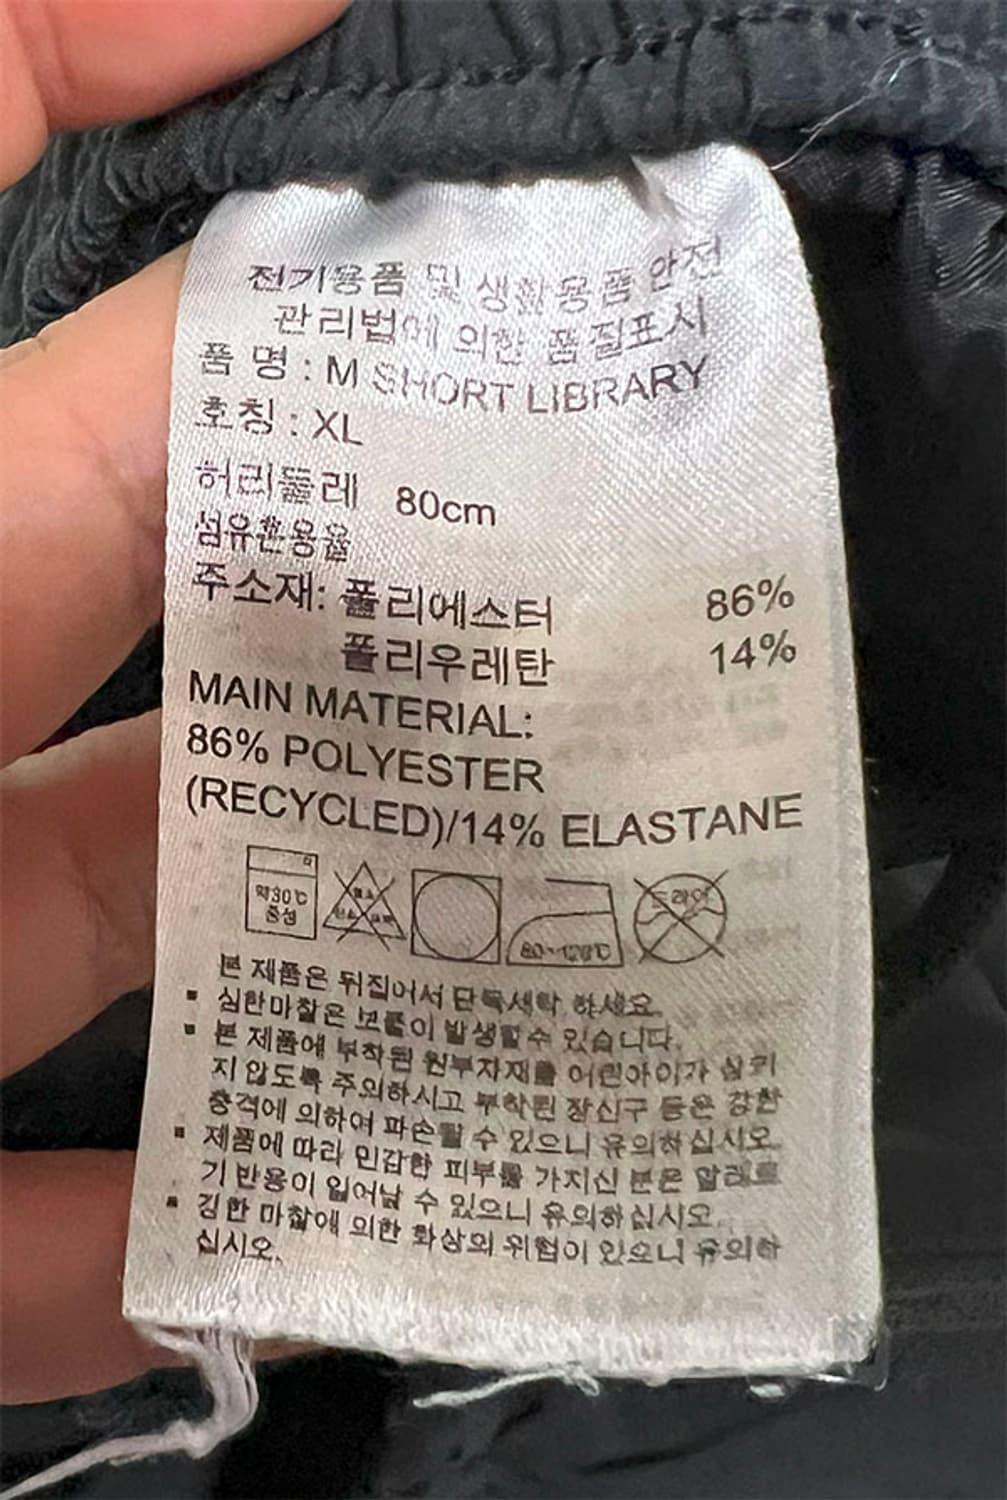 전기용품 및 생활용품 안전
관리법에 의한 품질표시
품 명 : M SHORT LIBRARY
호칭 : XL
허리둘레 80cm
섬유혼용율
주소재: 폴리에스터 86%
폴리우레탄 14%
MAIN MATERIAL:
86% POLYESTER
(RECYCLED)/14% ELASTANE
약30℃
중성
염소
드라이
80~120℃
본 제품은 뒤집어서 단독세탁 하세요.
▪ 심한마찰은 보풀이 발생할수 있습니다.
▪ 본 제품에 부착된 원부자재를 어린아이가 삼키
지 않도록 주의하시고 부착된 장신구 등은 강한
충격에 의하여 파손될 수 있으니 유의하십시오.
▪ 제품에 따라 민감한 피부를 가지신 분은 알레르
기 반응이 일어날 수 있으니 유의하십시오.
▪ 강한 마찰에 의한 화상의 위험이 있으니 유의하
십시오.